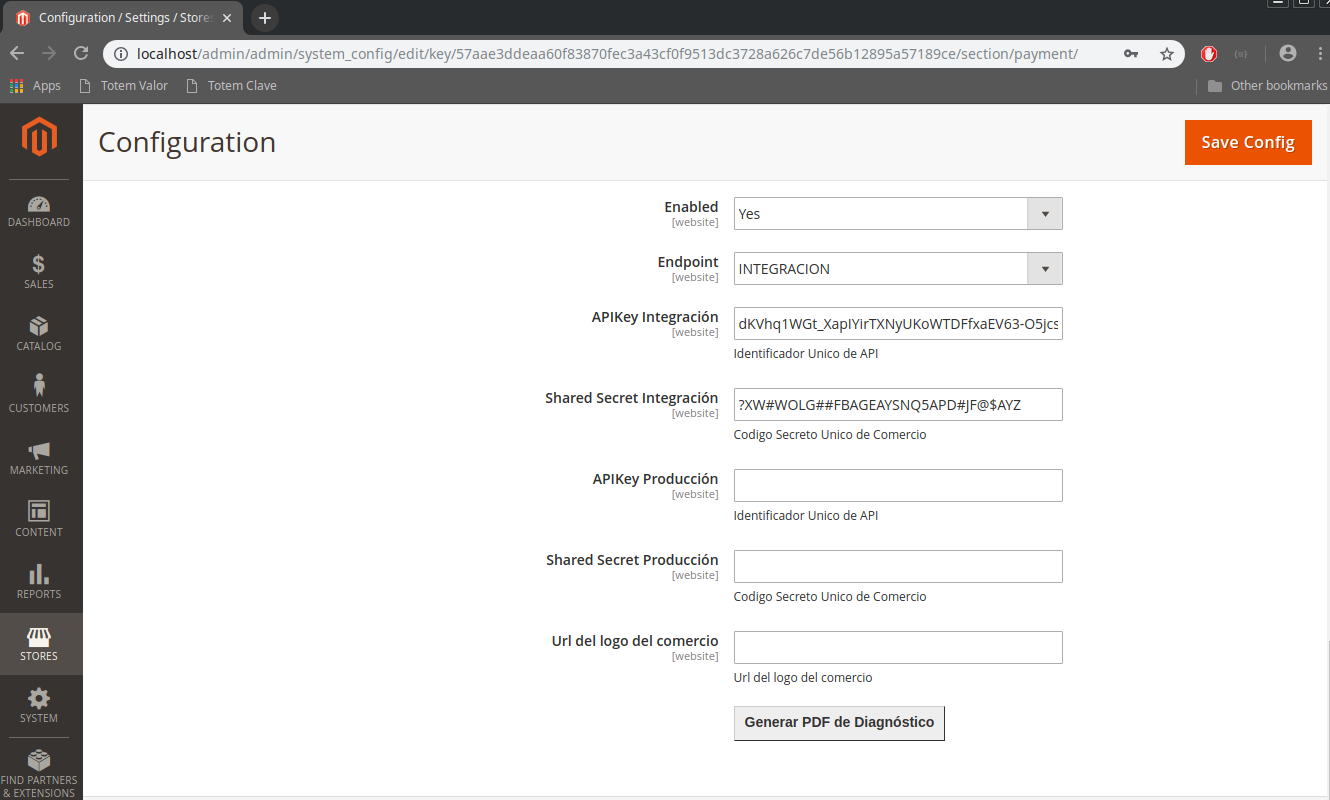 Configuration / Settings / Stores
localhost/admin/admin/system_config/edit/key/57aae3ddeaa60f83870fec3a43cf0f9513dc3728a626c7de56b12895a57189ce/section/payment/
Apps
Totem Valor
Totem Clave
Other bookmarks
Configuration
Save Config
DASHBOARD
SALES
CATALOG
CUSTOMERS
MARKETING
CONTENT
REPORTS
STORES
SYSTEM
FIND PARTNERS
& EXTENSIONS
Enabled
[website]
Yes
Endpoint
[website]
INTEGRACION
APIKey Integración
[website]
dKVhq1WGt_XapIYirTXNyUKoWTDFfxaEV63-O5jcs
Identificador Unico de API
Shared Secret Integración
[website]
?XW#WOLG##FBAGEAYSNQ5APD#JF@$AYZ
Codigo Secreto Unico de Comercio
APIKey Producción
[website]
Identificador Unico de API
Shared Secret Producción
[website]
Codigo Secreto Unico de Comercio
Url del logo del comercio
[website]
Url del logo del comercio
Generar PDF de Diagnóstico